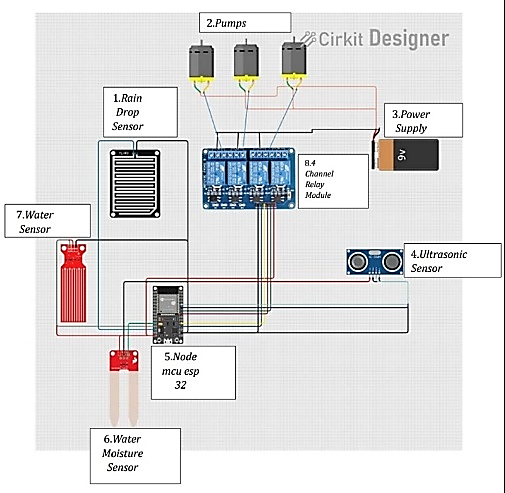 2.Pumps
Cirkit Designer
1.Rain
Drop
Sensor
3.Power
Supply
9V
8.4
Channel
Relay
Module
7.Water
Sensor
4.Ultrasonic
Sensor
5.Node
mcu esp
32
6.Water
Moisture
Sensor